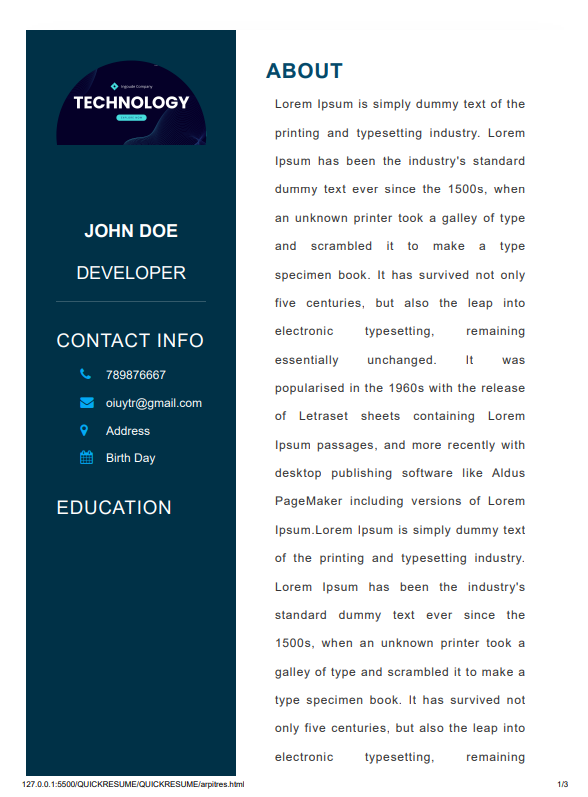 TECHNOLOGY
JOHN DOE
DEVELOPER
CONTACT INFO
789876667
oiuytr@gmail.com
Address
Birth Day
EDUCATION
ABOUT
Lorem Ipsum is simply dummy text of the
printing and typesetting industry. Lorem
Ipsum has been the industry's standard
dummy text ever since the 1500s, when
an unknown printer took a galley of type
and scrambled it to make a type
specimen book. It has survived not only
five centuries, but also the leap into
electronic typesetting, remaining
essentially unchanged. It was
popularised in the 1960s with the release
of Letraset sheets containing Lorem
Ipsum passages, and more recently with
desktop publishing software like Aldus
PageMaker including versions of Lorem
Ipsum.Lorem Ipsum is simply dummy text
of the printing and typesetting industry.
Lorem Ipsum has been the industry's
standard dummy text ever since the
1500s, when an unknown printer took a
galley of type and scrambled it to make a
type specimen book. It has survived not
only five centuries, but also the leap into
electronic typesetting, remaining
127.0.0.1:5500/QUICKRESUME/QUICKRESUME/arpitres.html
1/3